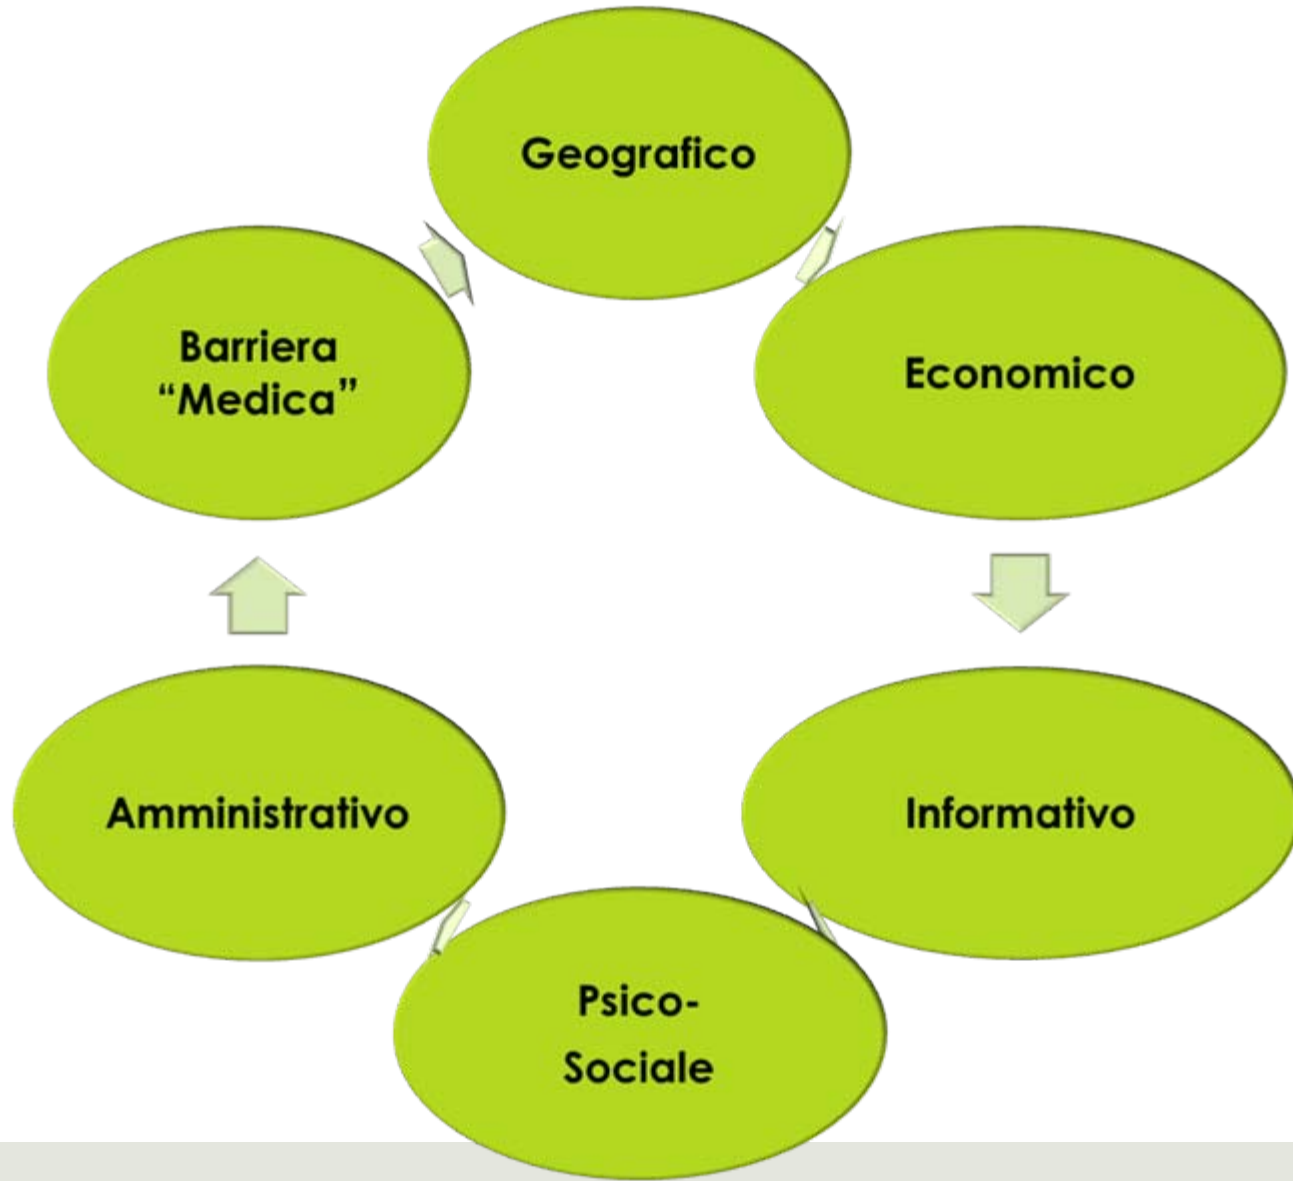 Geografico
Economico
Informativo
Psico-
Sociale
Amministrativo
Barriera
“Medica”